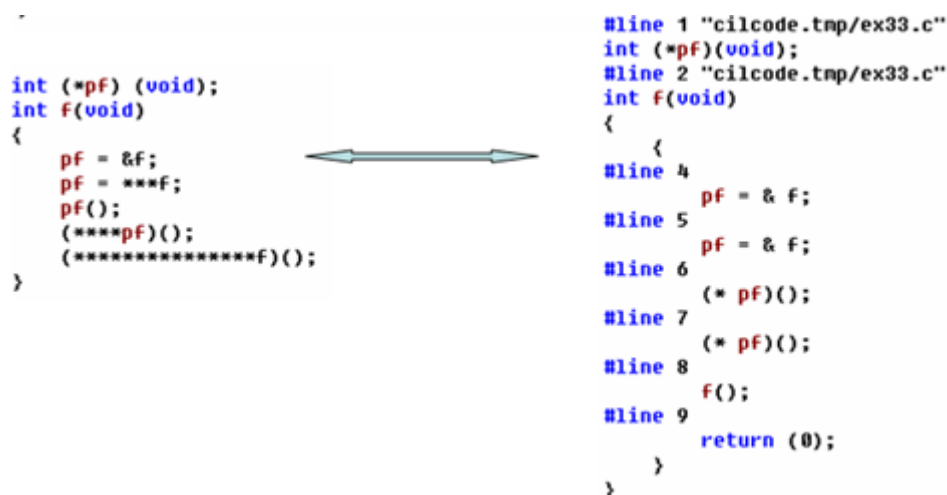 int (*pf) (void);
int f(void)
{
pf = &f;
pf = ***f;
pf();
(****pf)();
(***************f)();
}
#line 1 "cilcode.tmp/ex33.c"
int (*pf)(void);
#line 2 "cilcode.tmp/ex33.c"
int f(void)
{
{
#line 4
pf = & f;
#line 5
pf = & f;
#line 6
(* pf)();
#line 7
(* pf)();
#line 8
f();
#line 9
return (0);
}
}